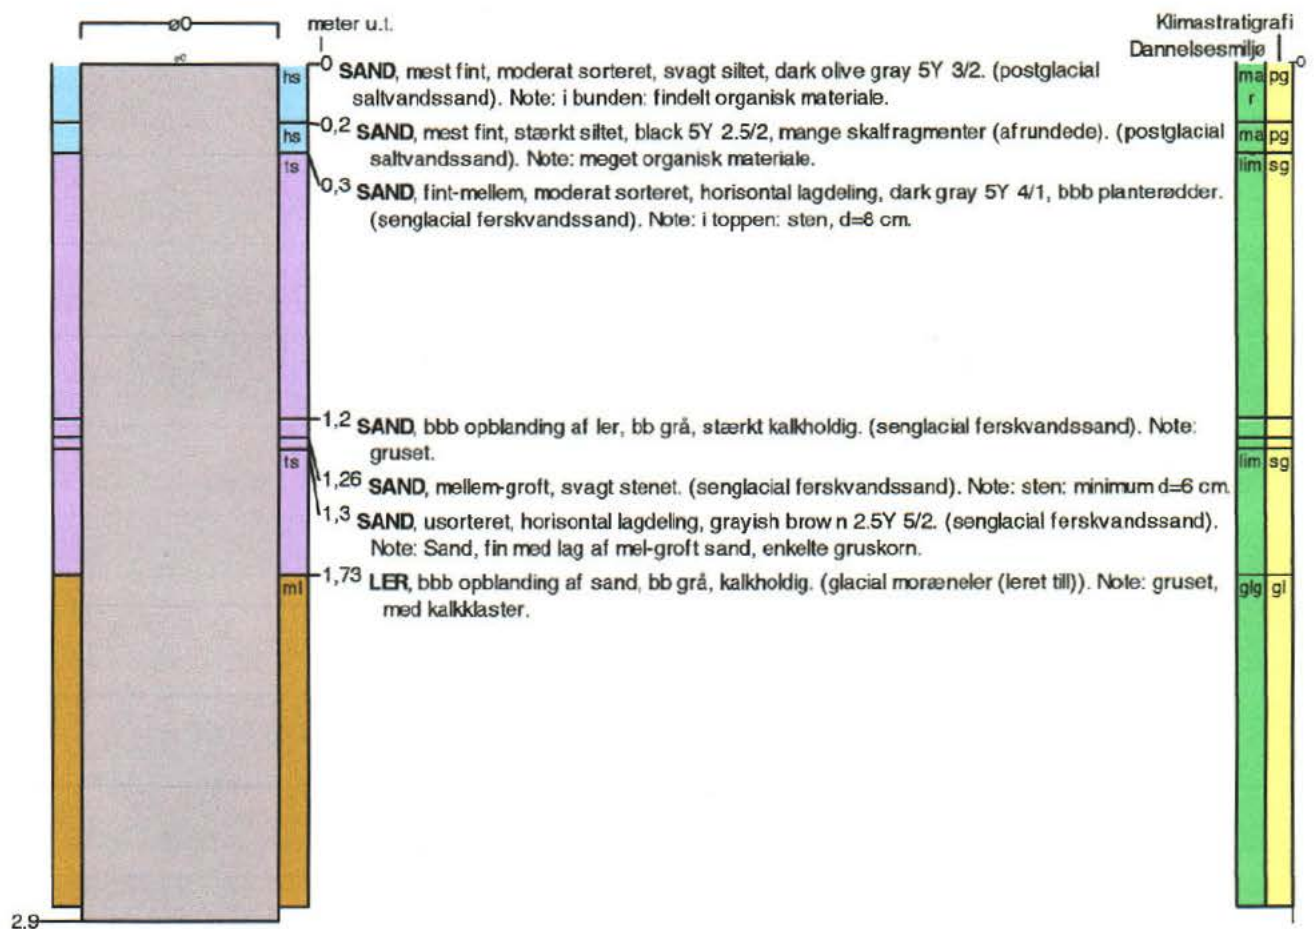 ø0
meter u.t.
Klimastratigrafi
Dannelsesmiljø
0
hs
0 SAND, mest fint, moderat sorteret, svagt siltet, dark olive gray 5Y 3/2. (postglacial
saltvandssand). Note: i bunden: findelt organisk materiale.
ma pg
r
hs
0,2 SAND, mest fint, stærkt siltet, black 5Y 2.5/2, mange skalfragmenter (afrundede). (postglacial
saltvandssand). Note: meget organisk materiale.
ma pg
ts
0,3 SAND, fint-mellem, moderat sorteret, horisontal lagdeling, dark gray 5Y 4/1, bbb planterødder.
(senglacial ferskvandssand). Note: i toppen: sten, d=6 cm.
lim sg
1,2 SAND, bbb opblanding af ler, bb grå, stærkt kalkholdig. (senglacial ferskvandssand). Note:
gruset.
ts
1,26 SAND, mellem-groft, svagt stenet. (senglacial ferskvandssand). Note: sten: minimum d=6 cm.
lim sg
1,3 SAND, usorteret, horisontal lagdeling, grayish brown 2.5Y 5/2. (senglacial ferskvandssand).
Note: Sand, fin med lag af mel-groft sand, enkelte gruskorn.
ml
1,73 LER, bbb opblanding af sand, bb grå, kalkholdig. (glacial moræneler (leret till)). Note: gruset,
med kalkklaster.
glg gl
2.9